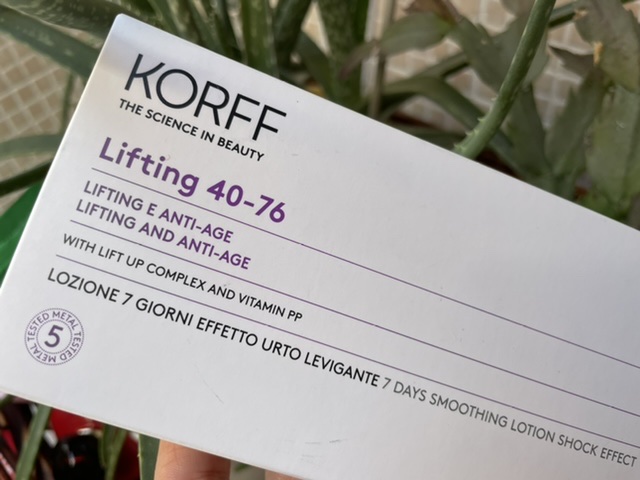 KORFF
THE SCIENCE IN BEAUTY
Lifting 40-76
LIFTING E ANTI-AGE
LIFTING AND ANTI-AGE
WITH LIFT UP COMPLEX AND VITAMIN PP
LOZIONE 7 GIORNI EFFETTO URTO LEVIGANTE 7 DAYS SMOOTHING LOTION SHOCK EFFECT
METAL TESTED METAL TESTED
5